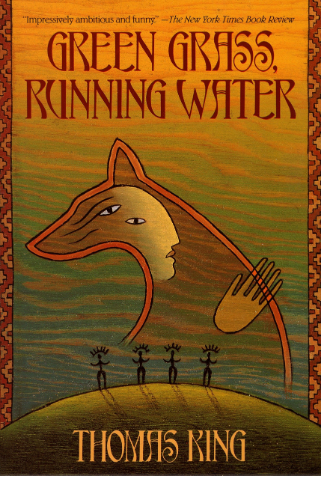 "Impressively ambitious and funny." —The New York Times Book Review
GREEN GRASS,
RUNNING WATER
THOMAS KING